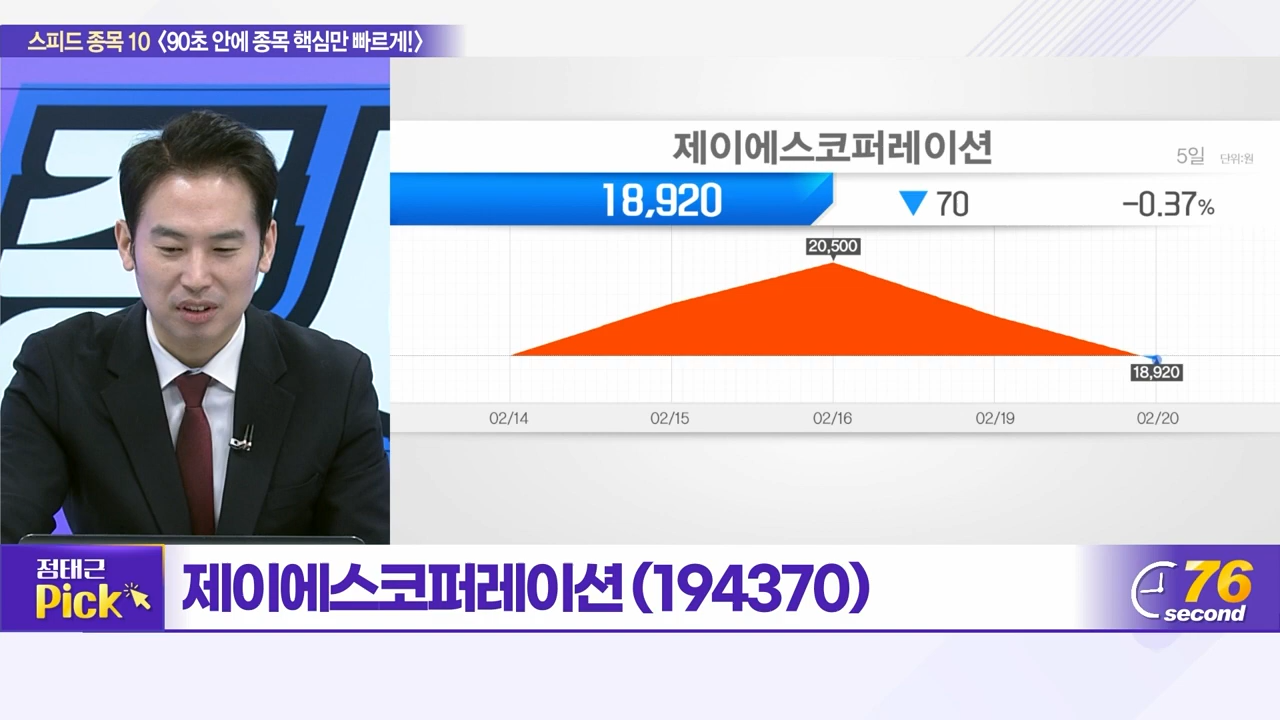 스피드 종목 10 〈90초 안에 종목 핵심만 빠르게!〉
제이에스코퍼레이션
5일 단위:원
18,920 ▼70 -0.37%
20,500
18,920
02/14 02/15 02/16 02/19 02/20
정태근
Pick
제이에스코퍼레이션(194370)
76
second